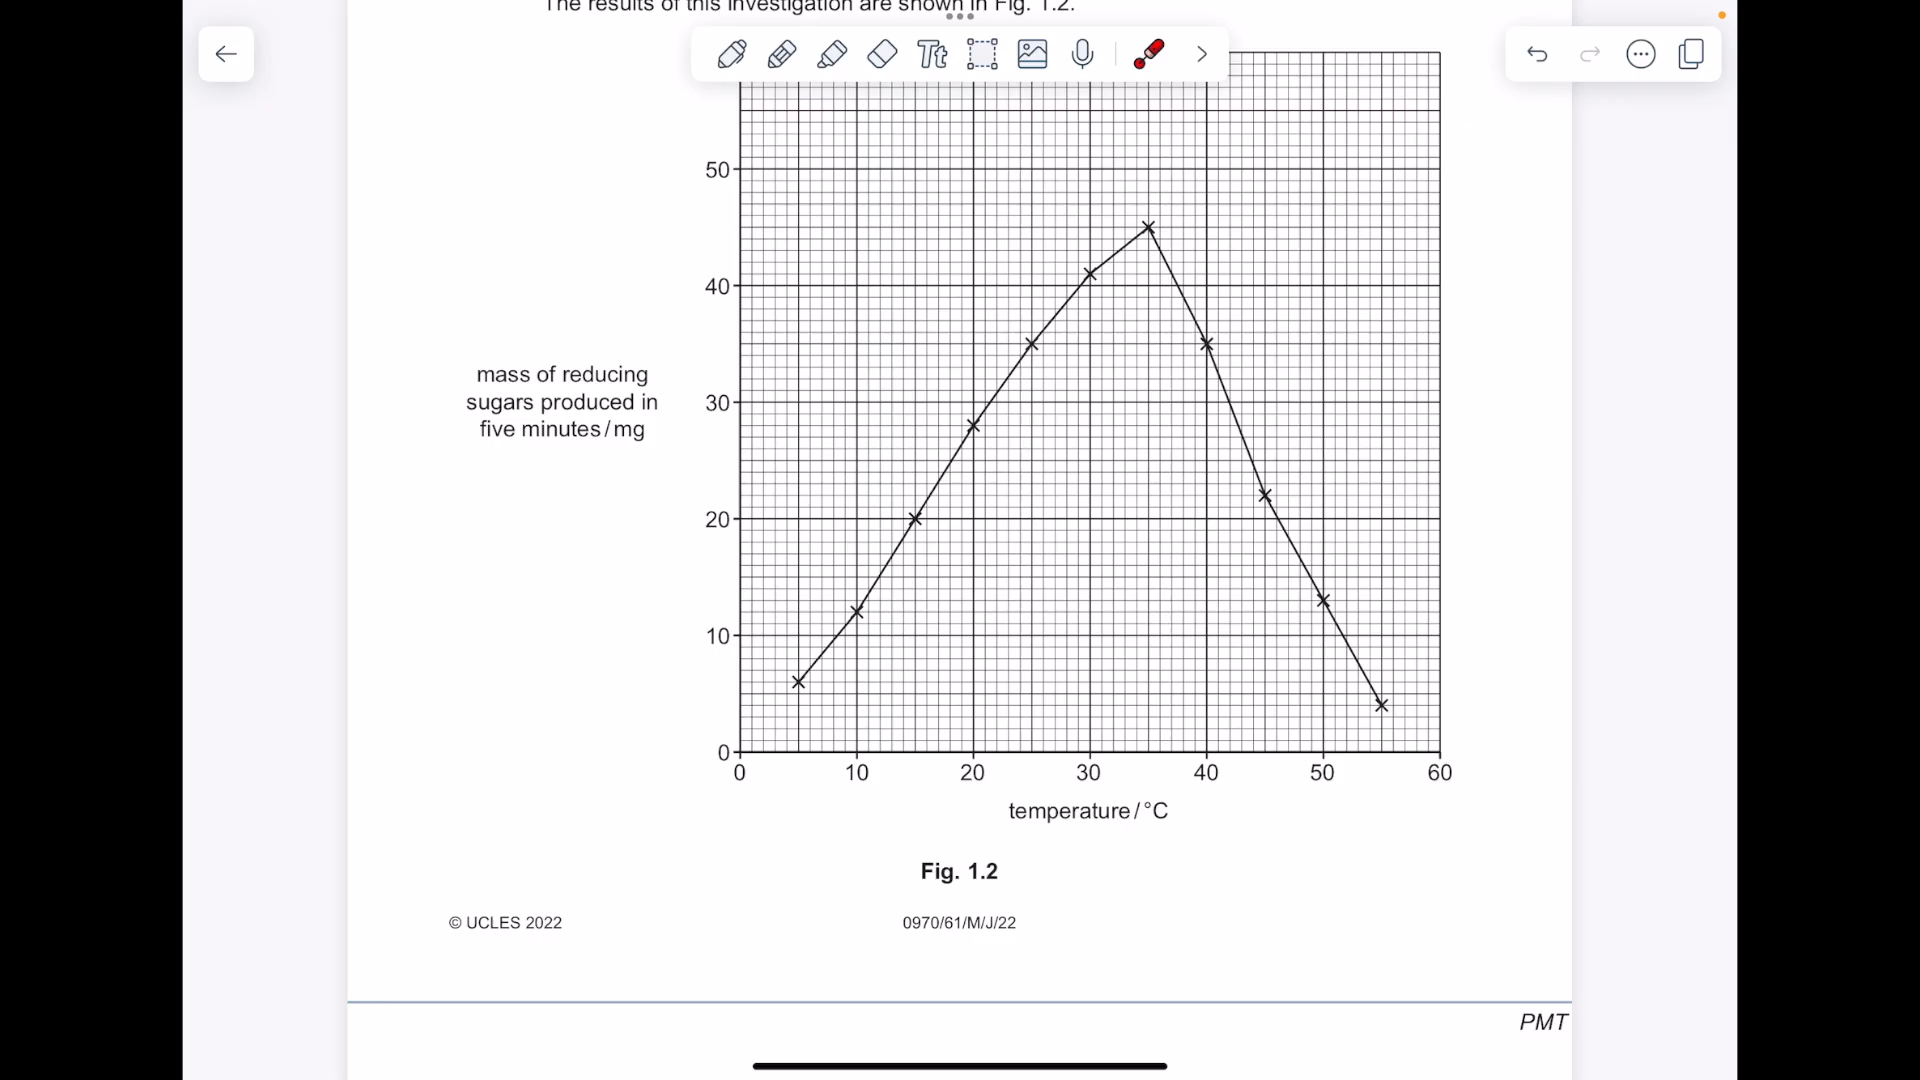 The results of this investigation are shown in Fig. 1.2.
Tt
50
40
mass of reducing
sugars produced in
five minutes/mg
30
20
10
0
0 10 20 30 40 50 60
temperature/°C
Fig. 1.2
© UCLES 2022
0970/61/M/J/22
PMT